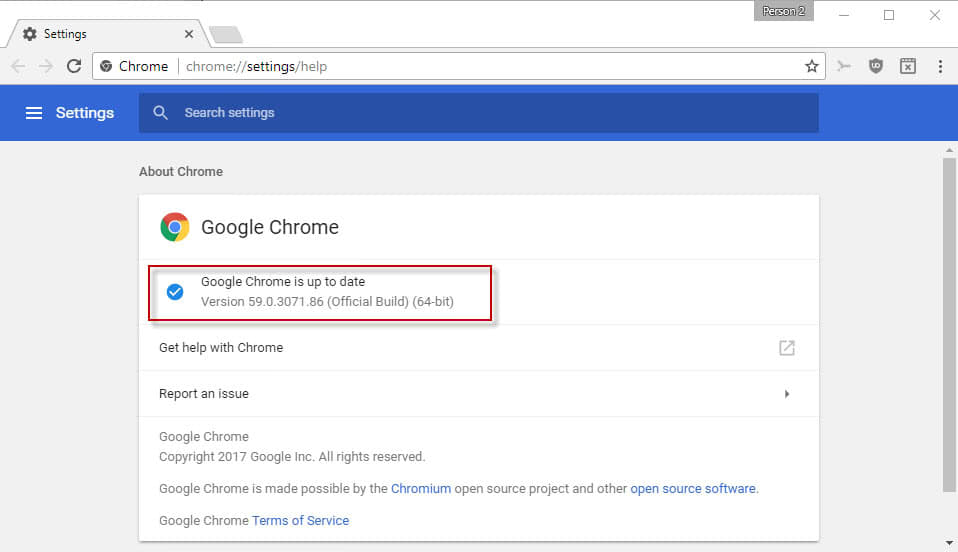 Person 2
Settings
Chrome chrome://settings/help
Settings Search settings
About Chrome
Google Chrome
Google Chrome is up to date
Version 59.0.3071.86 (Official Build) (64-bit)
Get help with Chrome
Report an issue
Google Chrome
Copyright 2017 Google Inc. All rights reserved.
Google Chrome is made possible by the Chromium open source project and other open source software.
Google Chrome Terms of Service